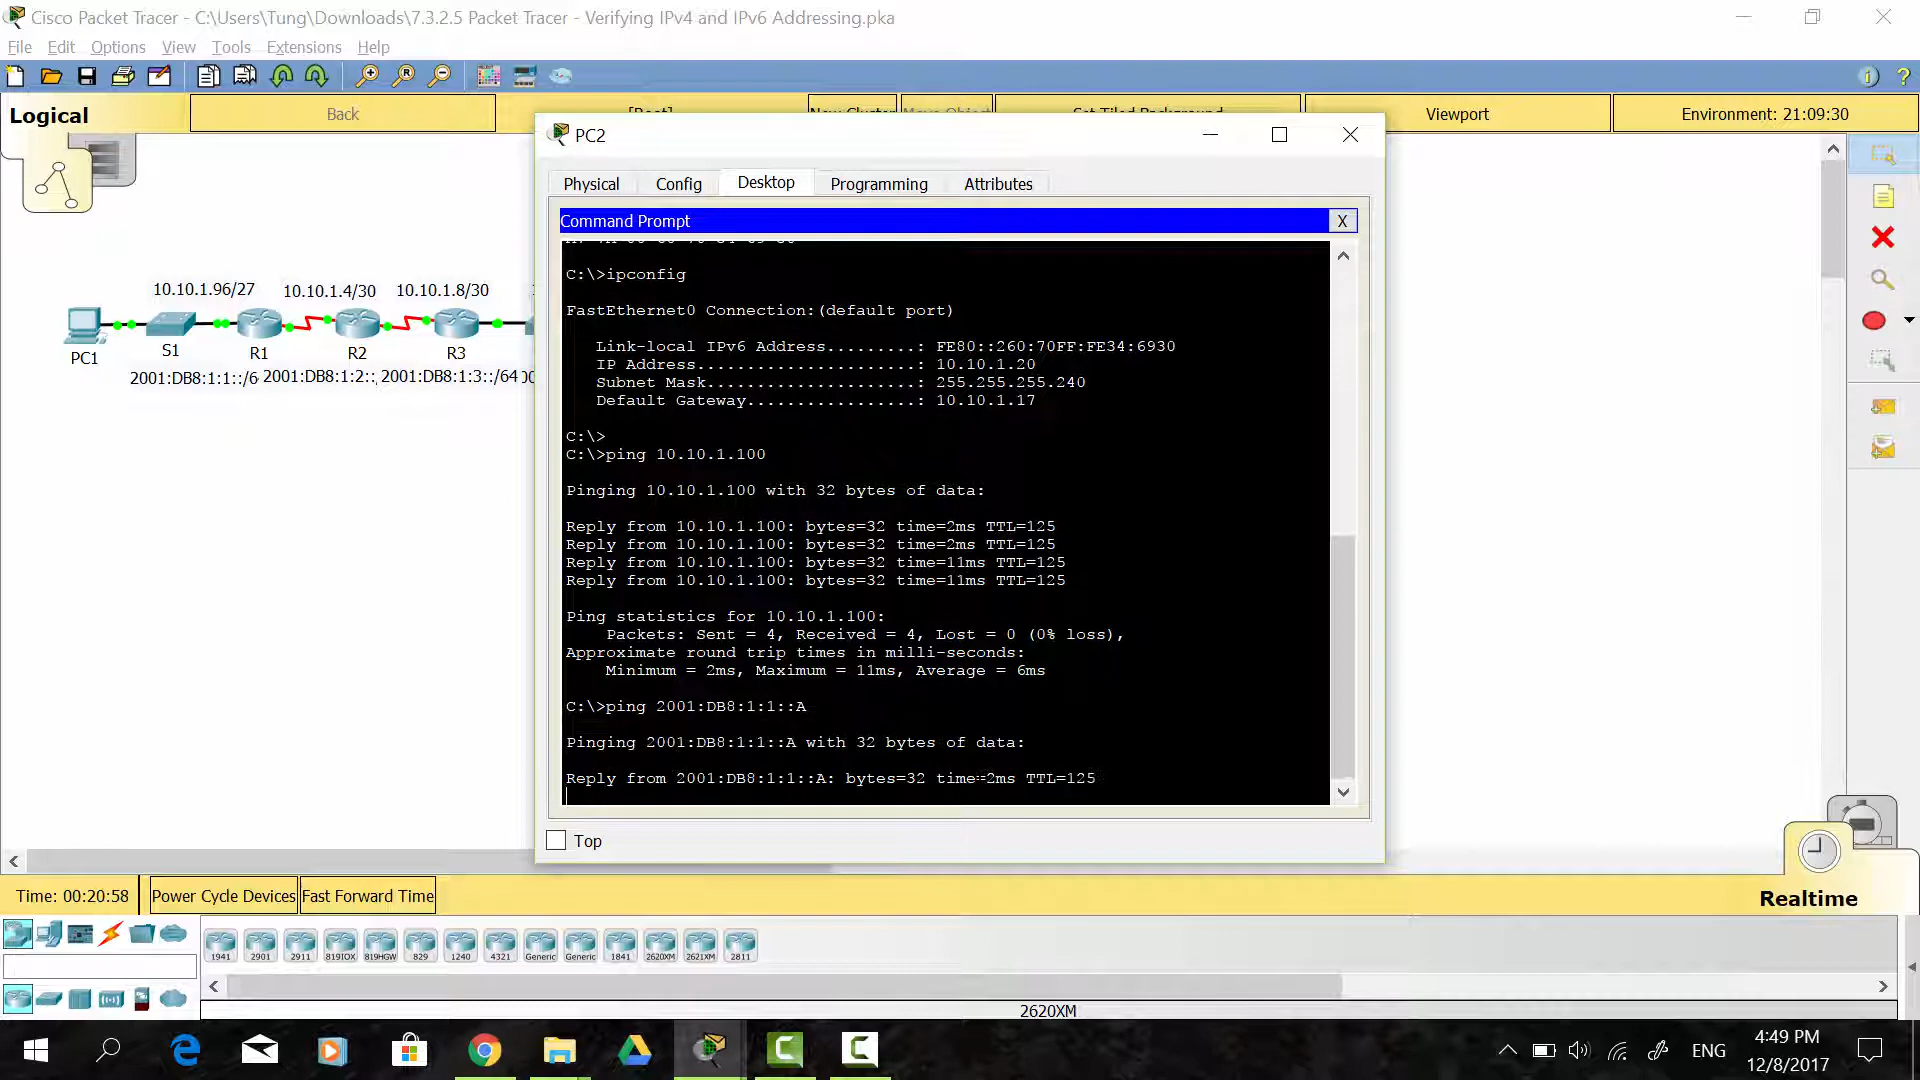 Cisco Packet Tracer - C:\Users\Tung\Downloads\7.3.2.5 Packet Tracer - Verifying IPv4 and IPv6 Addressing.pka
File Edit Options View Tools Extensions Help
Logical
Back
[Root]
New Cluster
Move Object
Set Tiled Background
Viewport
Environment: 21:09:30
PC2
Physical Config Desktop Programming Attributes
Command Prompt
X
C:\>ipconfig
FastEthernet0 Connection:(default port)
Link-local IPv6 Address.........: FE80::260:70FF:FE34:6930
IP Address......................: 10.10.1.20
Subnet Mask.....................: 255.255.255.240
Default Gateway.................: 10.10.1.17
C:\>
C:\>ping 10.10.1.100
Pinging 10.10.1.100 with 32 bytes of data:
Reply from 10.10.1.100: bytes=32 time=2ms TTL=125
Reply from 10.10.1.100: bytes=32 time=2ms TTL=125
Reply from 10.10.1.100: bytes=32 time=11ms TTL=125
Reply from 10.10.1.100: bytes=32 time=11ms TTL=125
Ping statistics for 10.10.1.100:
Packets: Sent = 4, Received = 4, Lost = 0 (0% loss),
Approximate round trip times in milli-seconds:
Minimum = 2ms, Maximum = 11ms, Average = 6ms
C:\>ping 2001:DB8:1:1::A
Pinging 2001:DB8:1:1::A with 32 bytes of data:
Reply from 2001:DB8:1:1::A: bytes=32 time=2ms TTL=125
Top
10.10.1.96/27 10.10.1.4/30 10.10.1.8/30
PC1 S1 R1 R2 R3
2001:DB8:1:1::/6 2001:DB8:1:2:: 2001:DB8:1:3::/64
Time: 00:20:58
Power Cycle Devices
Fast Forward Time
Realtime
1941 2901 2911 819IOX 819HGW 829 1240 4321 Generic Generic 1841 2620XM 2621XM 2811
2620XM
ENG
4:49 PM
12/8/2017